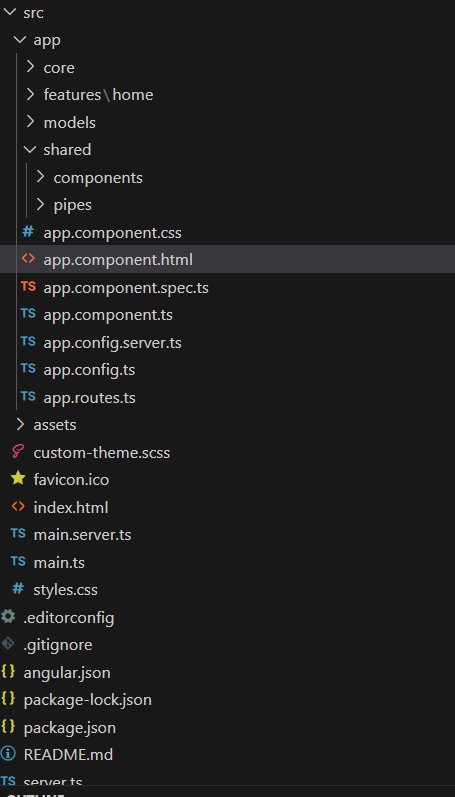 src
app
core
features\home
models
shared
components
pipes
app.component.css
app.component.html
app.component.spec.ts
app.component.ts
app.config.server.ts
app.config.ts
app.routes.ts
assets
custom-theme.scss
favicon.ico
index.html
main.server.ts
main.ts
styles.css
.editorconfig
.gitignore
angular.json
package-lock.json
package.json
README.md
server.ts
OUTLINE